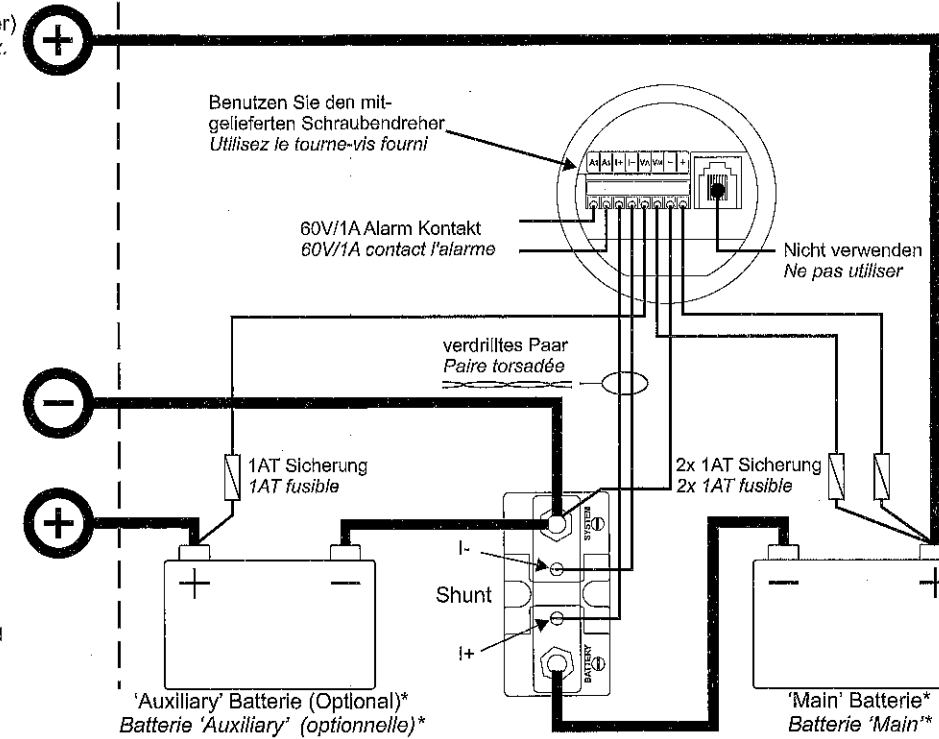 er)
+
Benutzen Sie den mit-
gelieferten Schraubendreher
Utilisez le tourne-vis fourni
A1 AS I+ I- VA VM - +
60V/1A Alarm Kontakt
60V/1A contact l'alarme
Nicht verwenden
Ne pas utiliser
verdrilltes Paar
Paire torsadée
-
1AT Sicherung
1AT fusible
2x 1AT Sicherung
2x 1AT fusible
+
SYSTEM
I-
Shunt
I+
BATTERY
+ -
- +
'Auxiliary' Batterie (Optional)*
Batterie 'Auxiliary' (optionnelle)*
'Main' Batterie*
Batterie 'Main'*